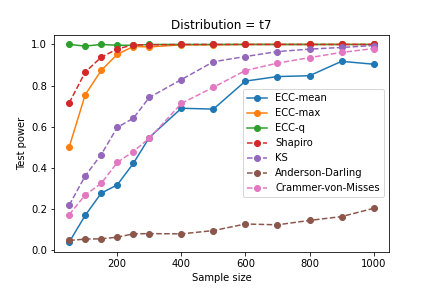 Distribution = t7
1.0
0.8
0.6
0.4
0.2
0.0
Test power
ECC-mean
ECC-max
ECC-q
Shapiro
KS
Anderson-Darling
Crammer-von-Misses
200
400
600
800
1000
Sample size